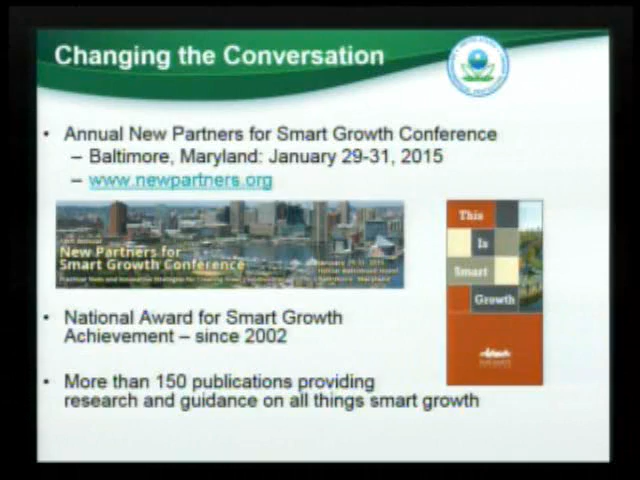 Changing the Conversation
• Annual New Partners for Smart Growth Conference
– Baltimore, Maryland: January 29-31, 2015
– www.newpartners.org
New Partners for
Smart Growth Conference
This
Is
Smart
Growth
• National Award for Smart Growth
Achievement – since 2002
• More than 150 publications providing
research and guidance on all things smart growth